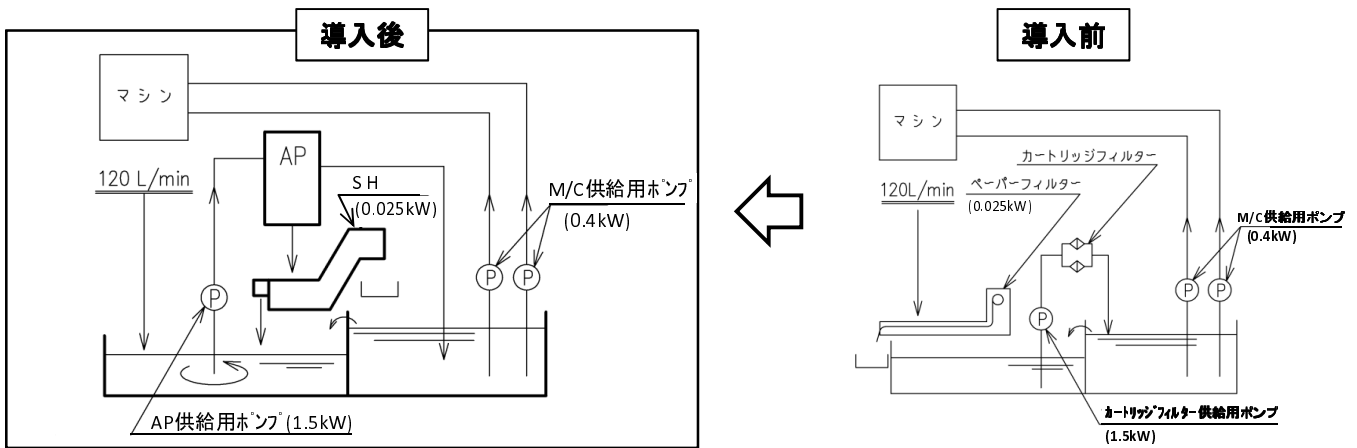 導入後
マシン
120 L/min
AP
SH
(0.025kW)
M/C供給用ポンプ
(0.4kW)
P
P
P
AP供給用ポンプ(1.5kW)
導入前
マシン
カートリッジフィルター
120L/min
ペーパーフィルター
(0.025kW)
M/C供給用ポンプ
(0.4kW)
P
P
P
カートリッジフィルター供給用ポンプ
(1.5kW)